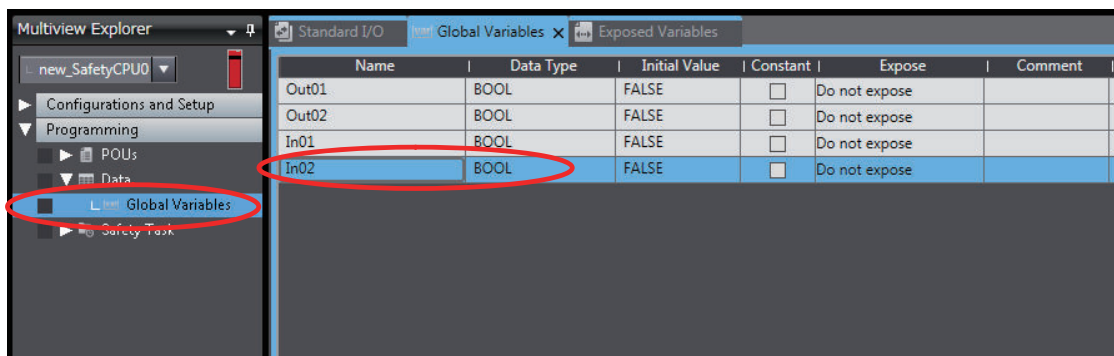 Multiview Explorer
new_SafetyCPU0
Configurations and Setup
Programming
POUs
Data
Global Variables
Safety Task
Standard I/O Global Variables Exposed Variables
Name Data Type Initial Value Constant Expose Comment
Out01 BOOL FALSE Do not expose
Out02 BOOL FALSE Do not expose
In01 BOOL FALSE Do not expose
In02 BOOL FALSE Do not expose